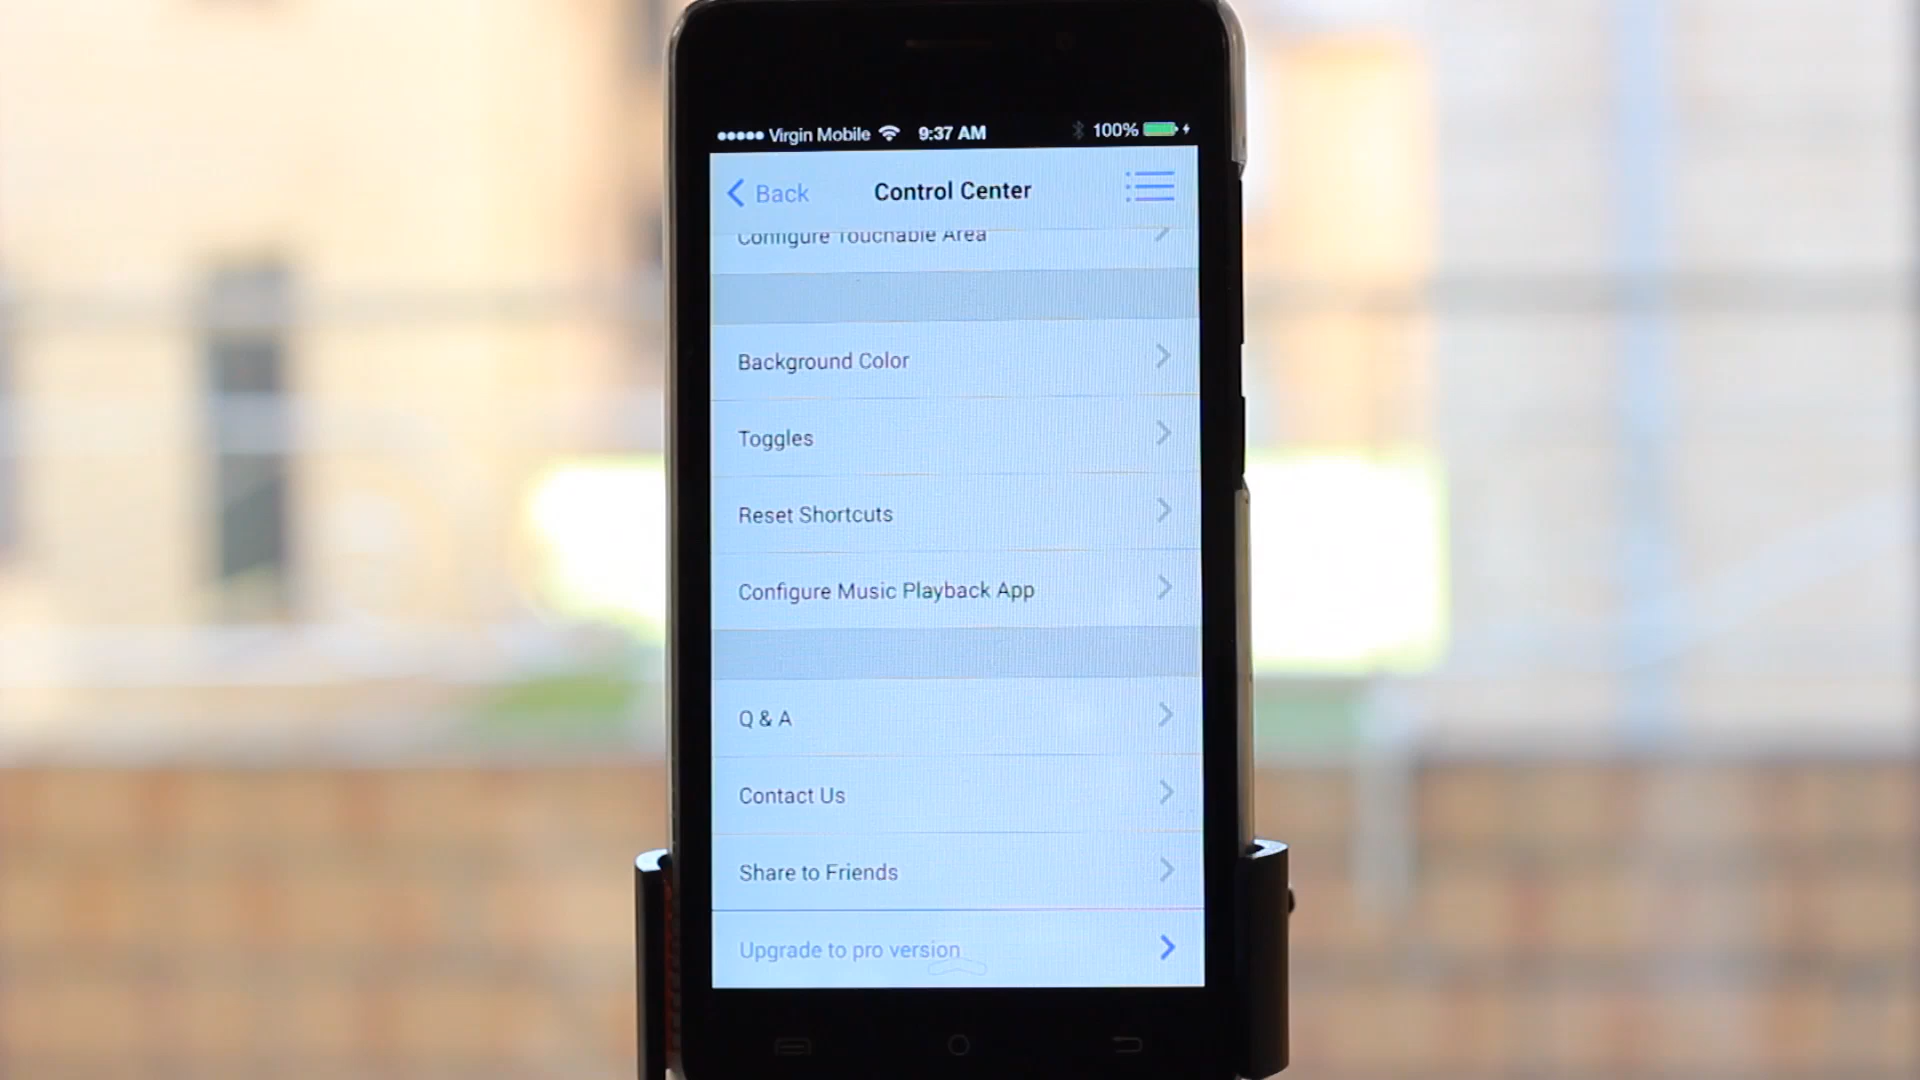 ●●●●● Virgin Mobile 9:37 AM 100%
Back Control Center
Configure Touchable Area
Background Color
Toggles
Reset Shortcuts
Configure Music Playback App
Q & A
Contact Us
Share to Friends
Upgrade to pro version